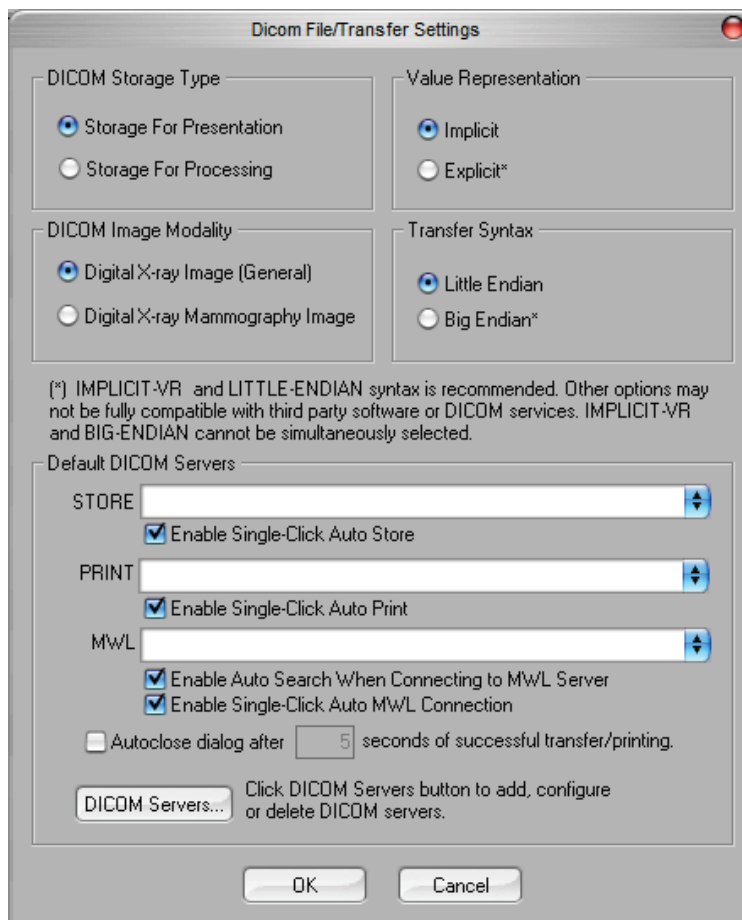 Dicom File/Transfer Settings
DICOM Storage Type
Storage For Presentation
Storage For Processing
Value Representation
Implicit
Explicit*
DICOM Image Modality
Digital X-ray Image (General)
Digital X-ray Mammography Image
Transfer Syntax
Little Endian
Big Endian*
(*) IMPLICIT-VR and LITTLE-ENDIAN syntax is recommended. Other options may
not be fully compatible with third party software or DICOM services. IMPLICIT-VR
and BIG-ENDIAN cannot be simultaneously selected.
Default DICOM Servers
STORE
Enable Single-Click Auto Store
PRINT
Enable Single-Click Auto Print
MWL
Enable Auto Search When Connecting to MWL Server
Enable Single-Click Auto MWL Connection
Autoclose dialog after 5 seconds of successful transfer/printing.
DICOM Servers...
Click DICOM Servers button to add, configure
or delete DICOM servers.
OK
Cancel